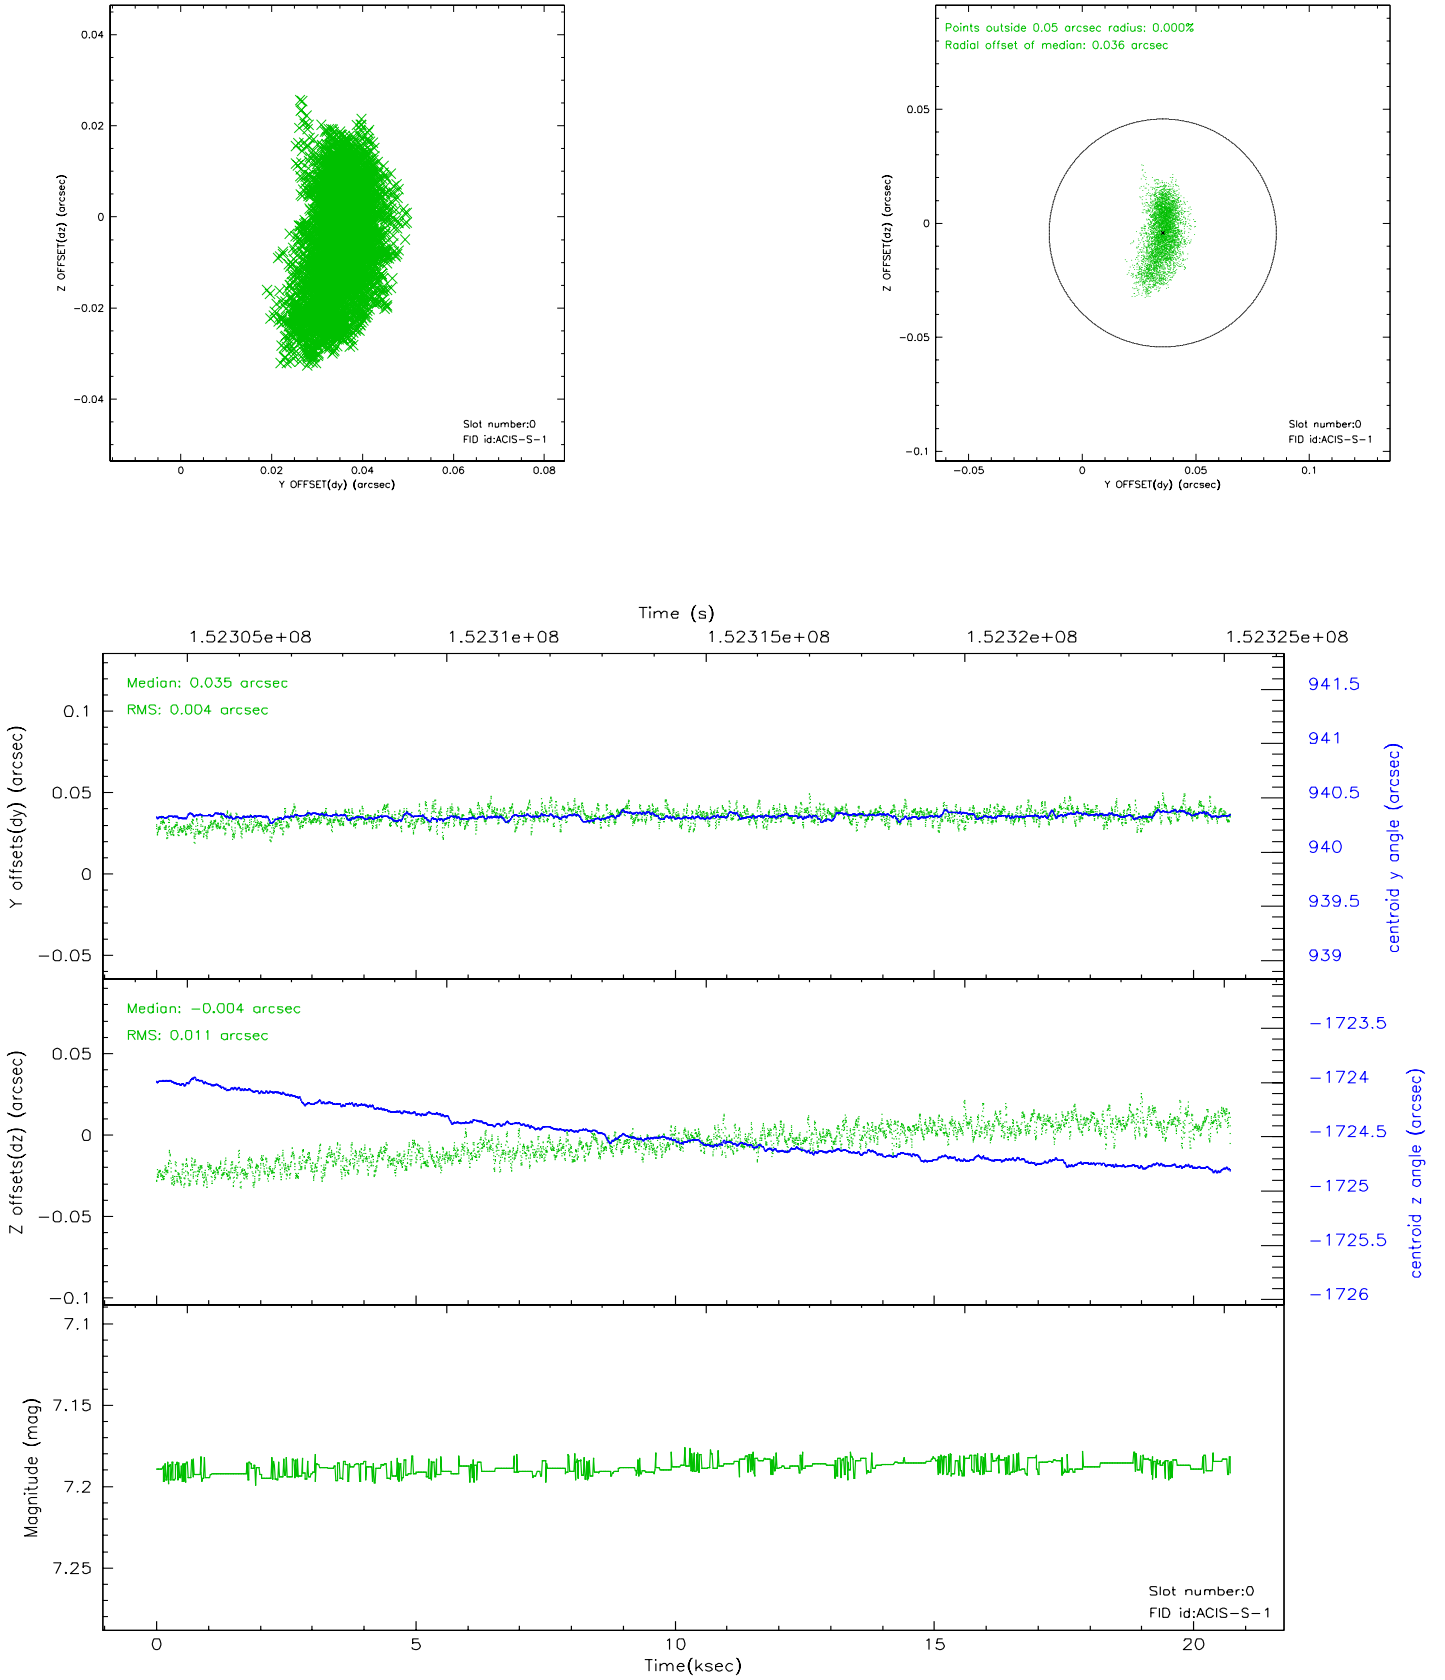 0.04
0.02
0
−0.02
−0.04
Z OFFSET(dz) (arcsec)
Slot number:0
FID id:ACIS−S−1
0 0.02 0.04 0.06 0.08
Y OFFSET(dy) (arcsec)
Points outside 0.05 arcsec radius: 0.000%
Radial offset of median: 0.036 arcsec
0.05
0
−0.05
−0.1
Z OFFSET(dz) (arcsec)
Slot number:0
FID id:ACIS−S−1
−0.05 0 0.05 0.1
Y OFFSET(dy) (arcsec)
Time (s)
1.52305e+08 1.5231e+08 1.52315e+08 1.5232e+08 1.52325e+08
Median: 0.035 arcsec
RMS: 0.004 arcsec
0.1
0.05
0
−0.05
Y offsets(dy) (arcsec)
941.5
941
940.5
940
939.5
939
centroid y angle (arcsec)
Median: −0.004 arcsec
RMS: 0.011 arcsec
0.05
0
−0.05
−0.1
Z offsets(dz) (arcsec)
−1723.5
−1724
−1724.5
−1725
−1725.5
−1726
centroid z angle (arcsec)
7.1
7.15
7.2
7.25
Magnitude (mag)
Slot number:0
FID id:ACIS−S−1
0 5 10 15 20
Time(ksec)